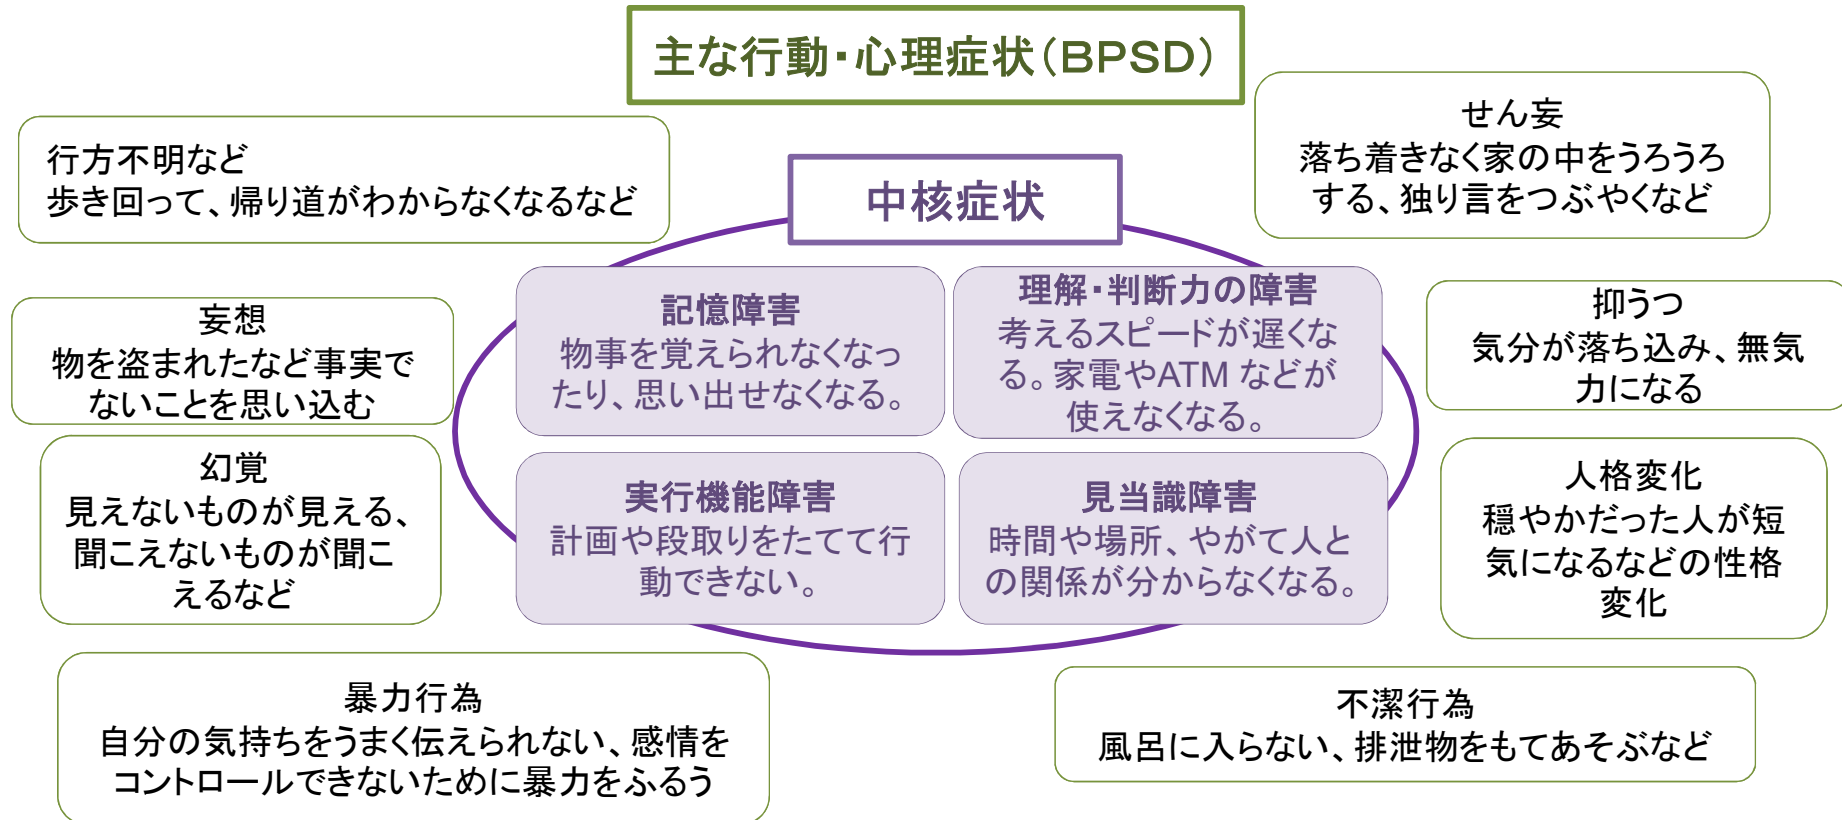 主な行動・心理症状（BPSD）
行方不明など
歩き回って、帰り道がわからなくなるなど
せん妄
落ち着きなく家の中をうろうろ
する、独り言をつぶやくなど
中核症状
妄想
物を盗まれたなど事実で
ないことを思い込む
記憶障害
物事を覚えられなくなっ
たり、思い出せなくなる。
理解・判断力の障害
考えるスピードが遅くな
る。家電やATM などが
使えなくなる。
抑うつ
気分が落ち込み、無気
力になる
幻覚
見えないものが見える、
聞こえないものが聞こ
えるなど
実行機能障害
計画や段取りをたてて行
動できない。
見当識障害
時間や場所、やがて人と
の関係が分からなくなる。
人格変化
穏やかだった人が短
気になるなどの性格
変化
暴力行為
自分の気持ちをうまく伝えられない、感情を
コントロールできないために暴力をふるう
不潔行為
風呂に入らない、排泄物をもてあそぶなど